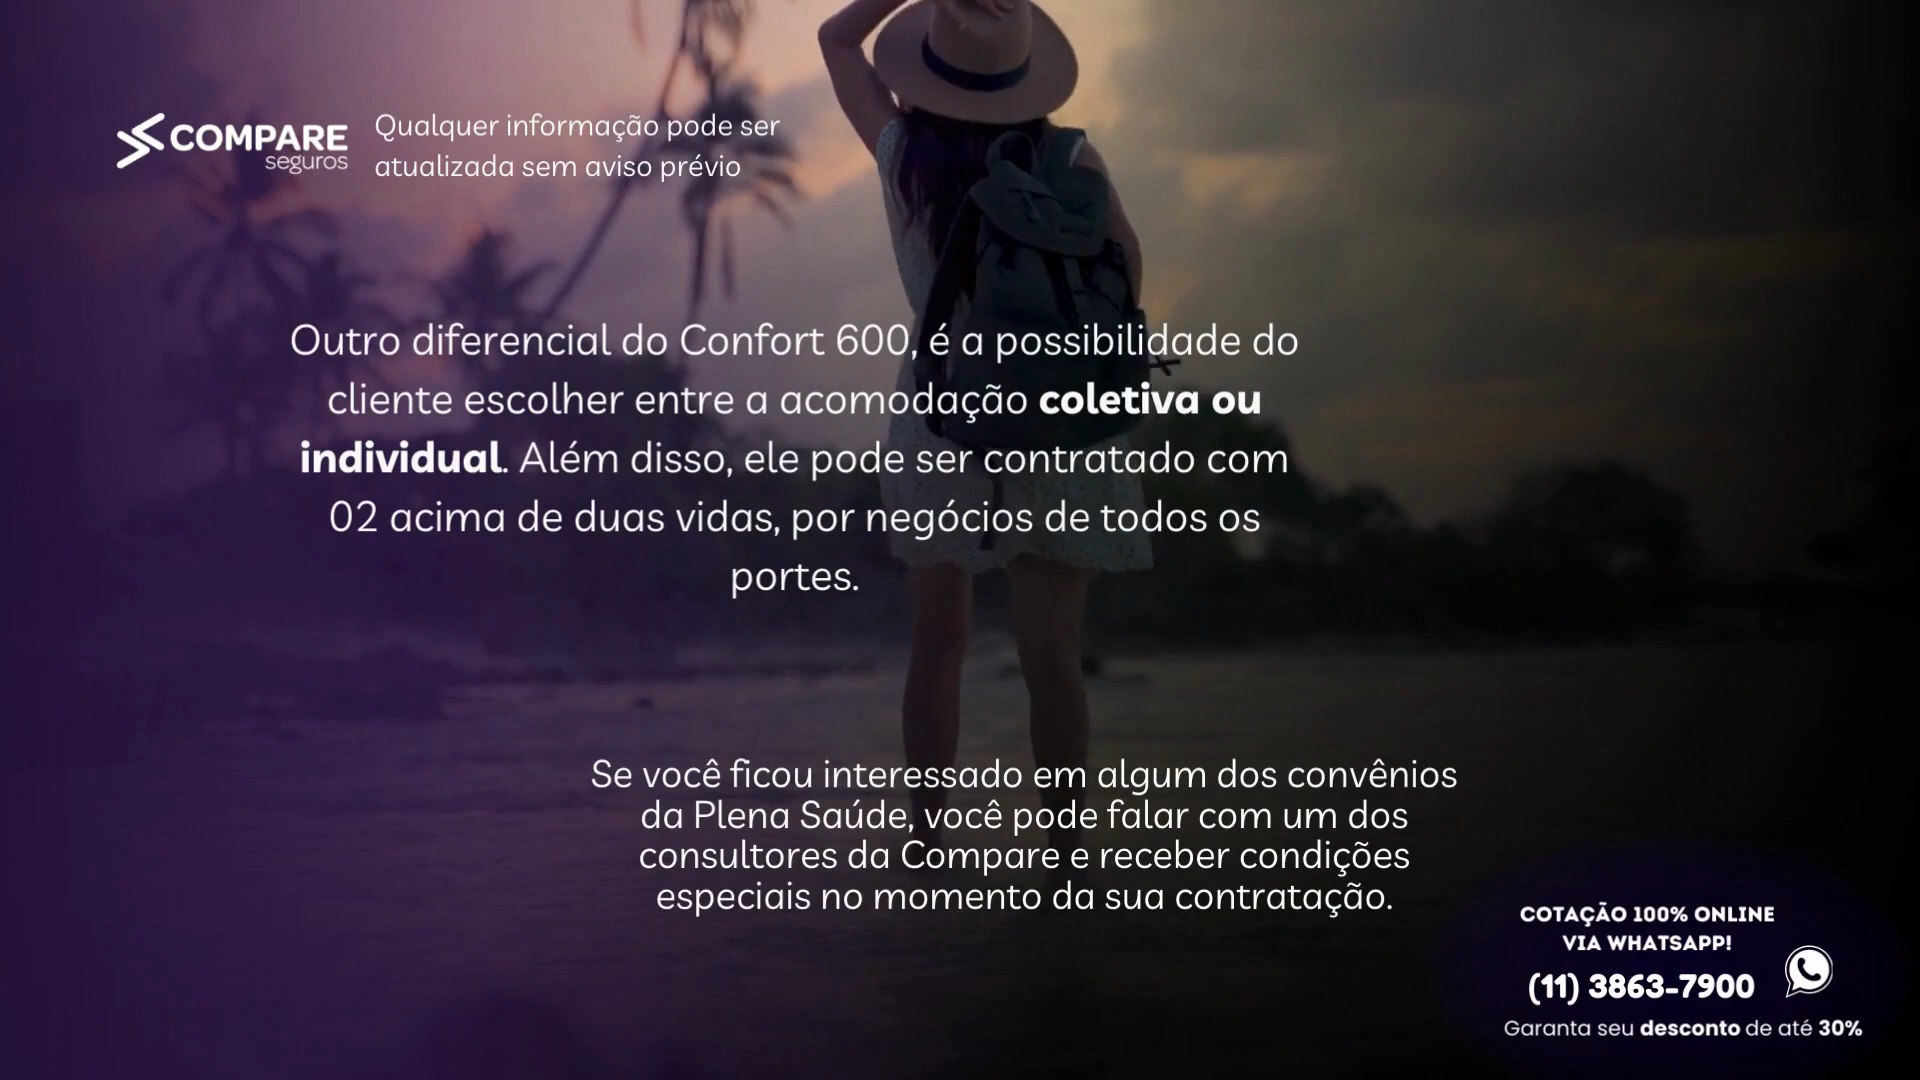 COMPARE
seguros
Qualquer informação pode ser
atualizada sem aviso prévio
Outro diferencial do Confort 600, é a possibilidade do
cliente escolher entre a acomodação coletiva ou
individual. Além disso, ele pode ser contratado com
02 acima de duas vidas, por negócios de todos os
portes.
Se você ficou interessado em algum dos convênios
da Plena Saúde, você pode falar com um dos
consultores da Compare e receber condições
especiais no momento da sua contratação.
COTAÇÃO 100% ONLINE
VIA WHATSAPP!
(11) 3863-7900
Garanta seu desconto de até 30%